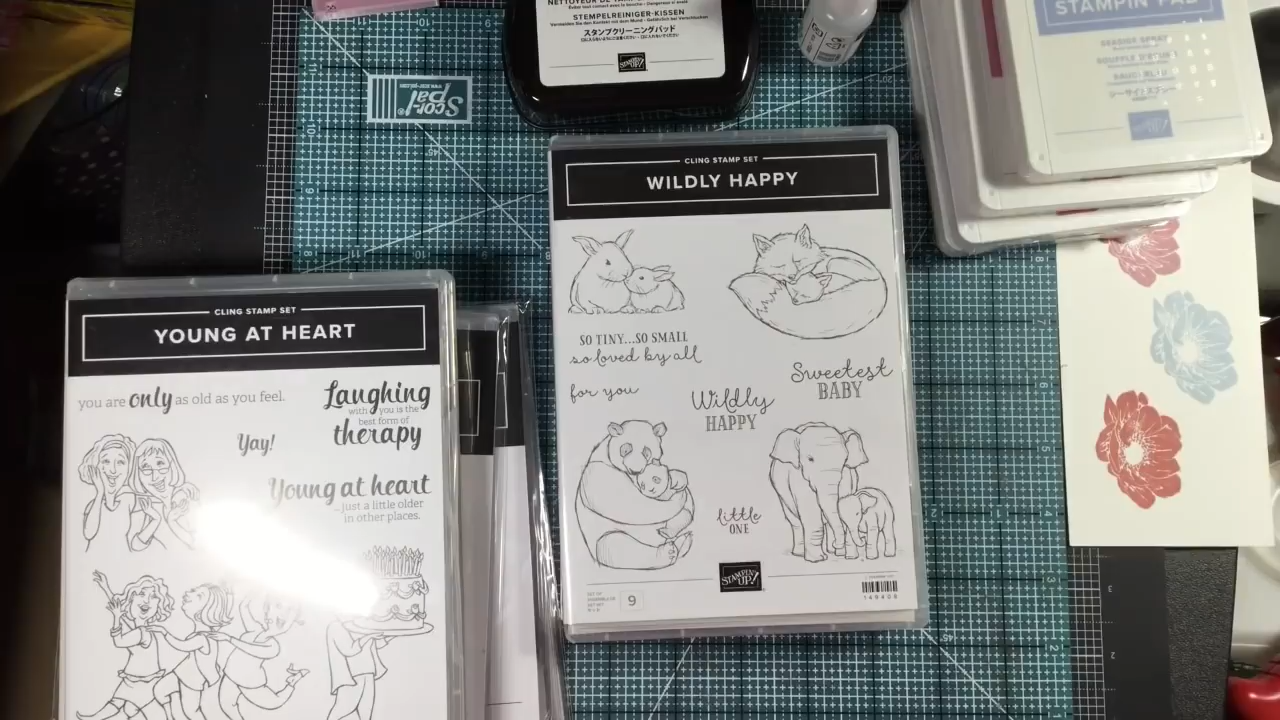 STEMPELREINIGER-KISSEN
スタンプクリーニングパッド
STAMPIN' UP!
STAMPIN' PAD
Scor-
pal®
CLING STAMP SET
WILDLY HAPPY
SO TINY...SO SMALL
so loved by all
for you
Wildly
HAPPY
Sweetest
BABY
little
ONE
STAMPIN' UP!
9
149408
CLING STAMP SET
YOUNG AT HEART
you are only as old as you feel.
Laughing
with you is the
best form of
therapy
Yay!
Young at heart
...just a little older
in other places.